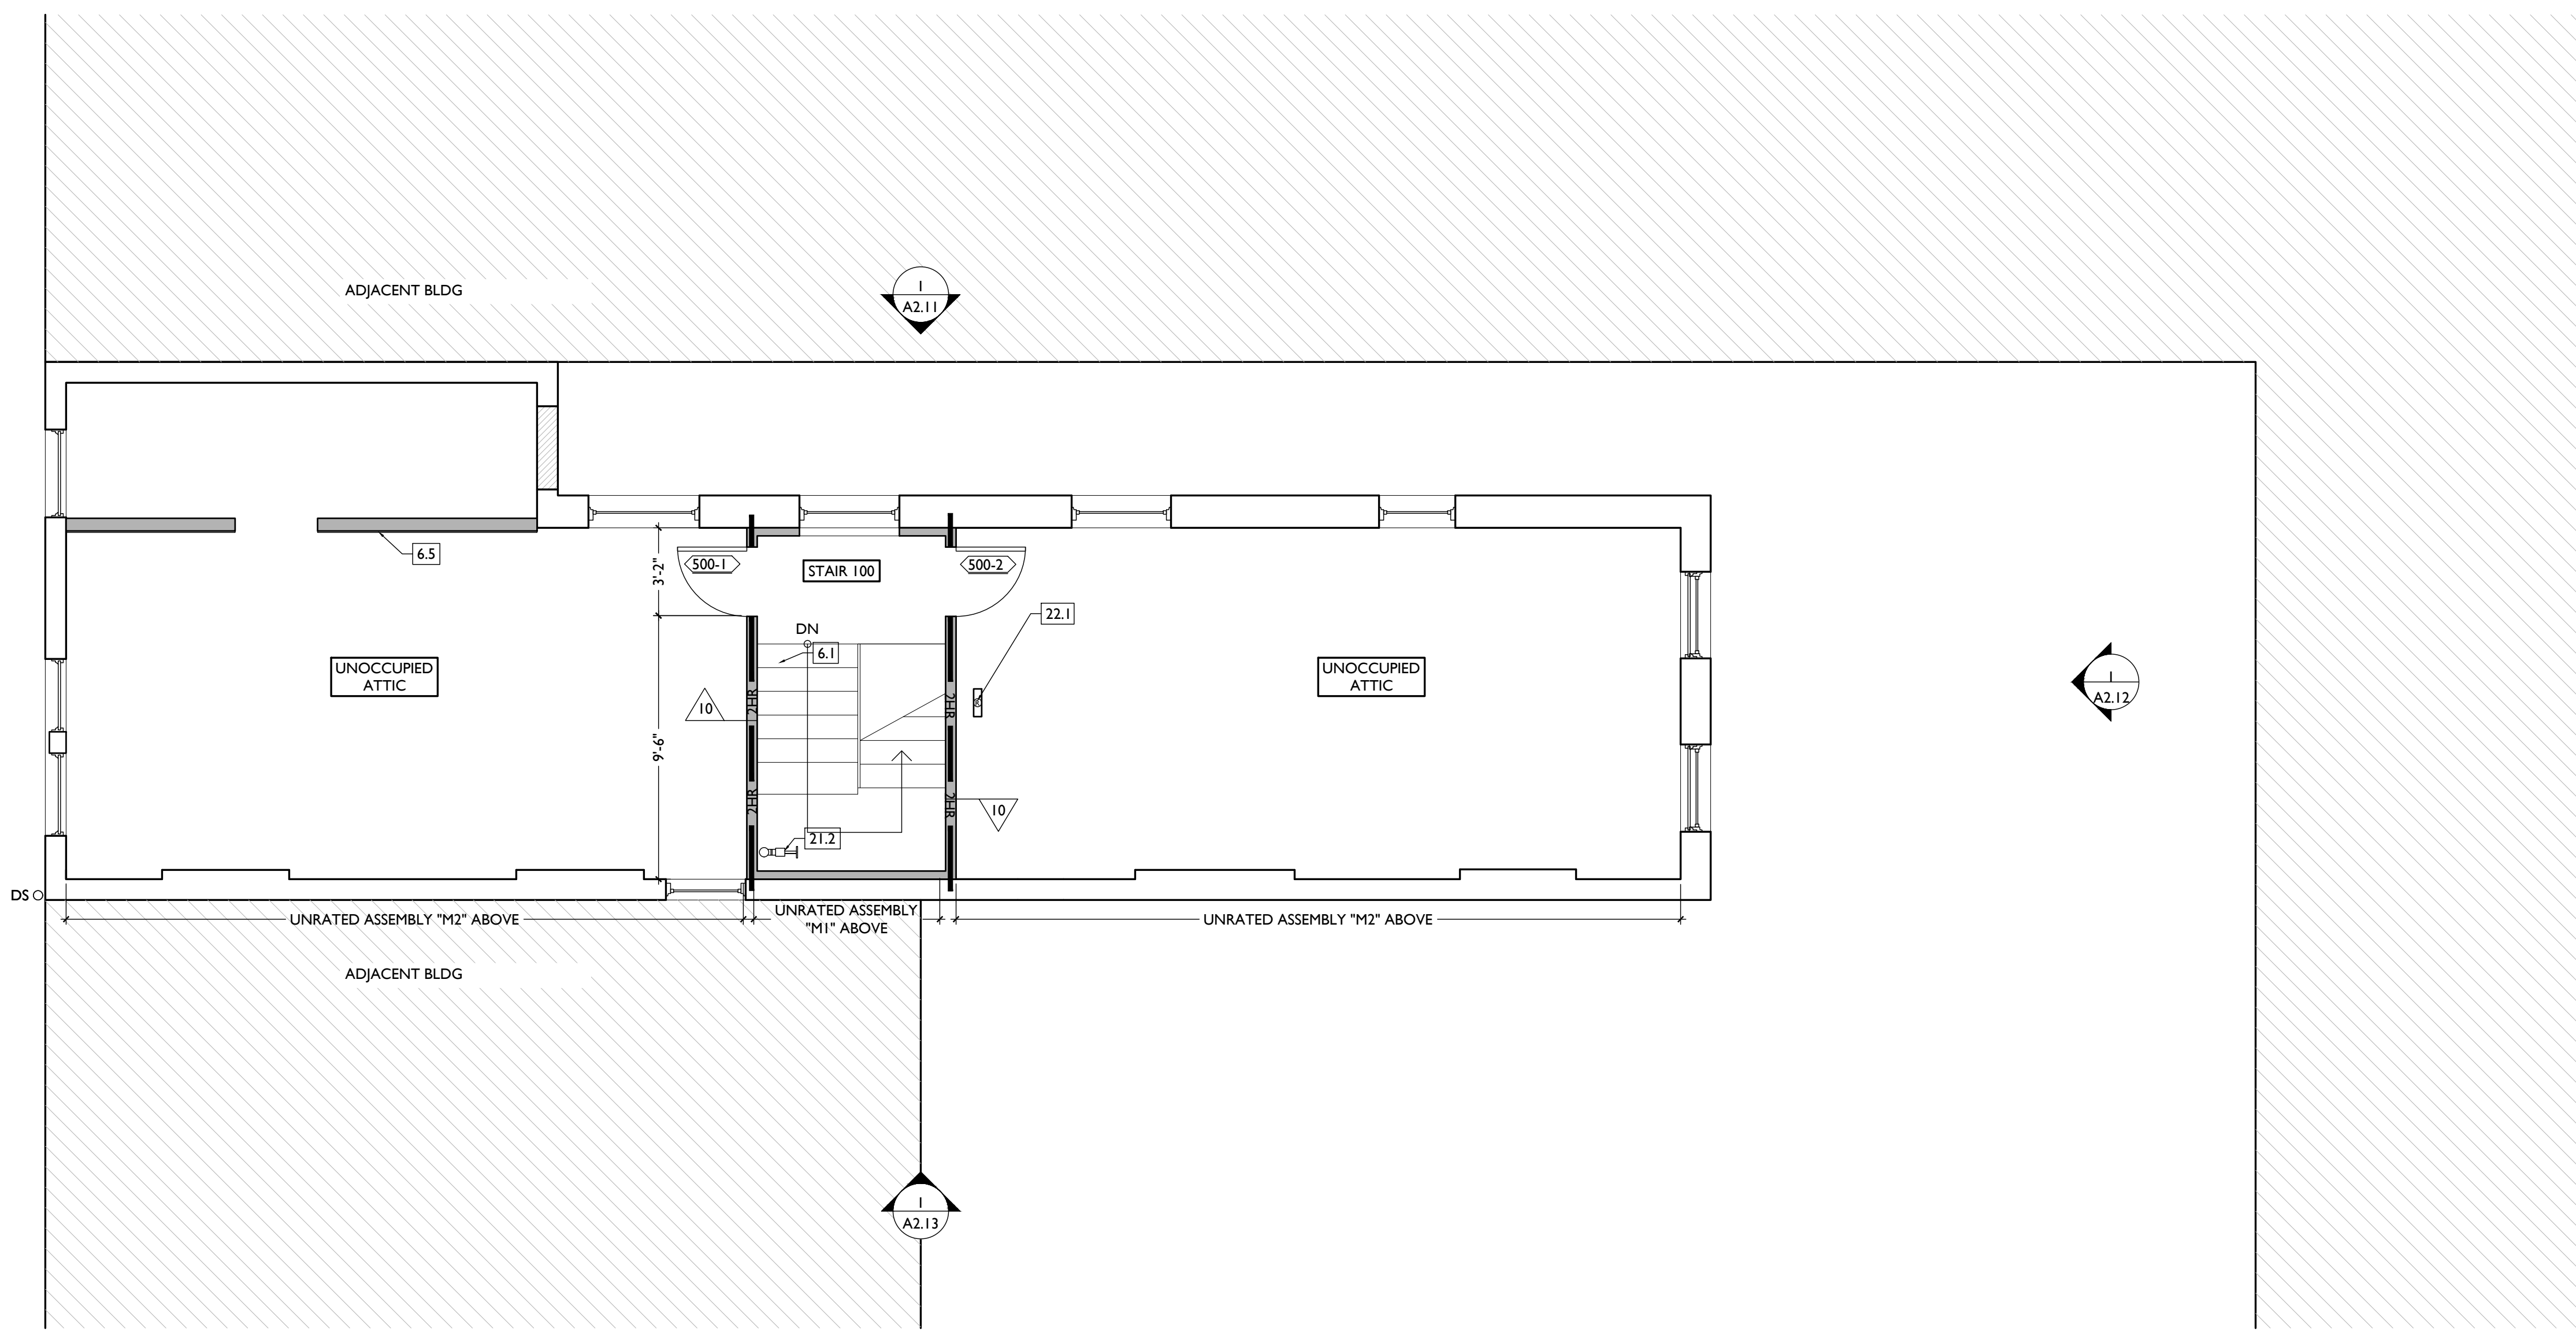 ADJACENT BLDG
1
A2.11
6.5
3'-2"
500-1
STAIR 100
500-2
22.1
DN
6.1
UNOCCUPIED
ATTIC
UNOCCUPIED
ATTIC
1
A2.12
2HR
2HR
10
9'-6"
2HR
2HR
10
21.2
DS
UNRATED ASSEMBLY "M2" ABOVE
UNRATED ASSEMBLY
"M1" ABOVE
UNRATED ASSEMBLY "M2" ABOVE
ADJACENT BLDG
1
A2.13